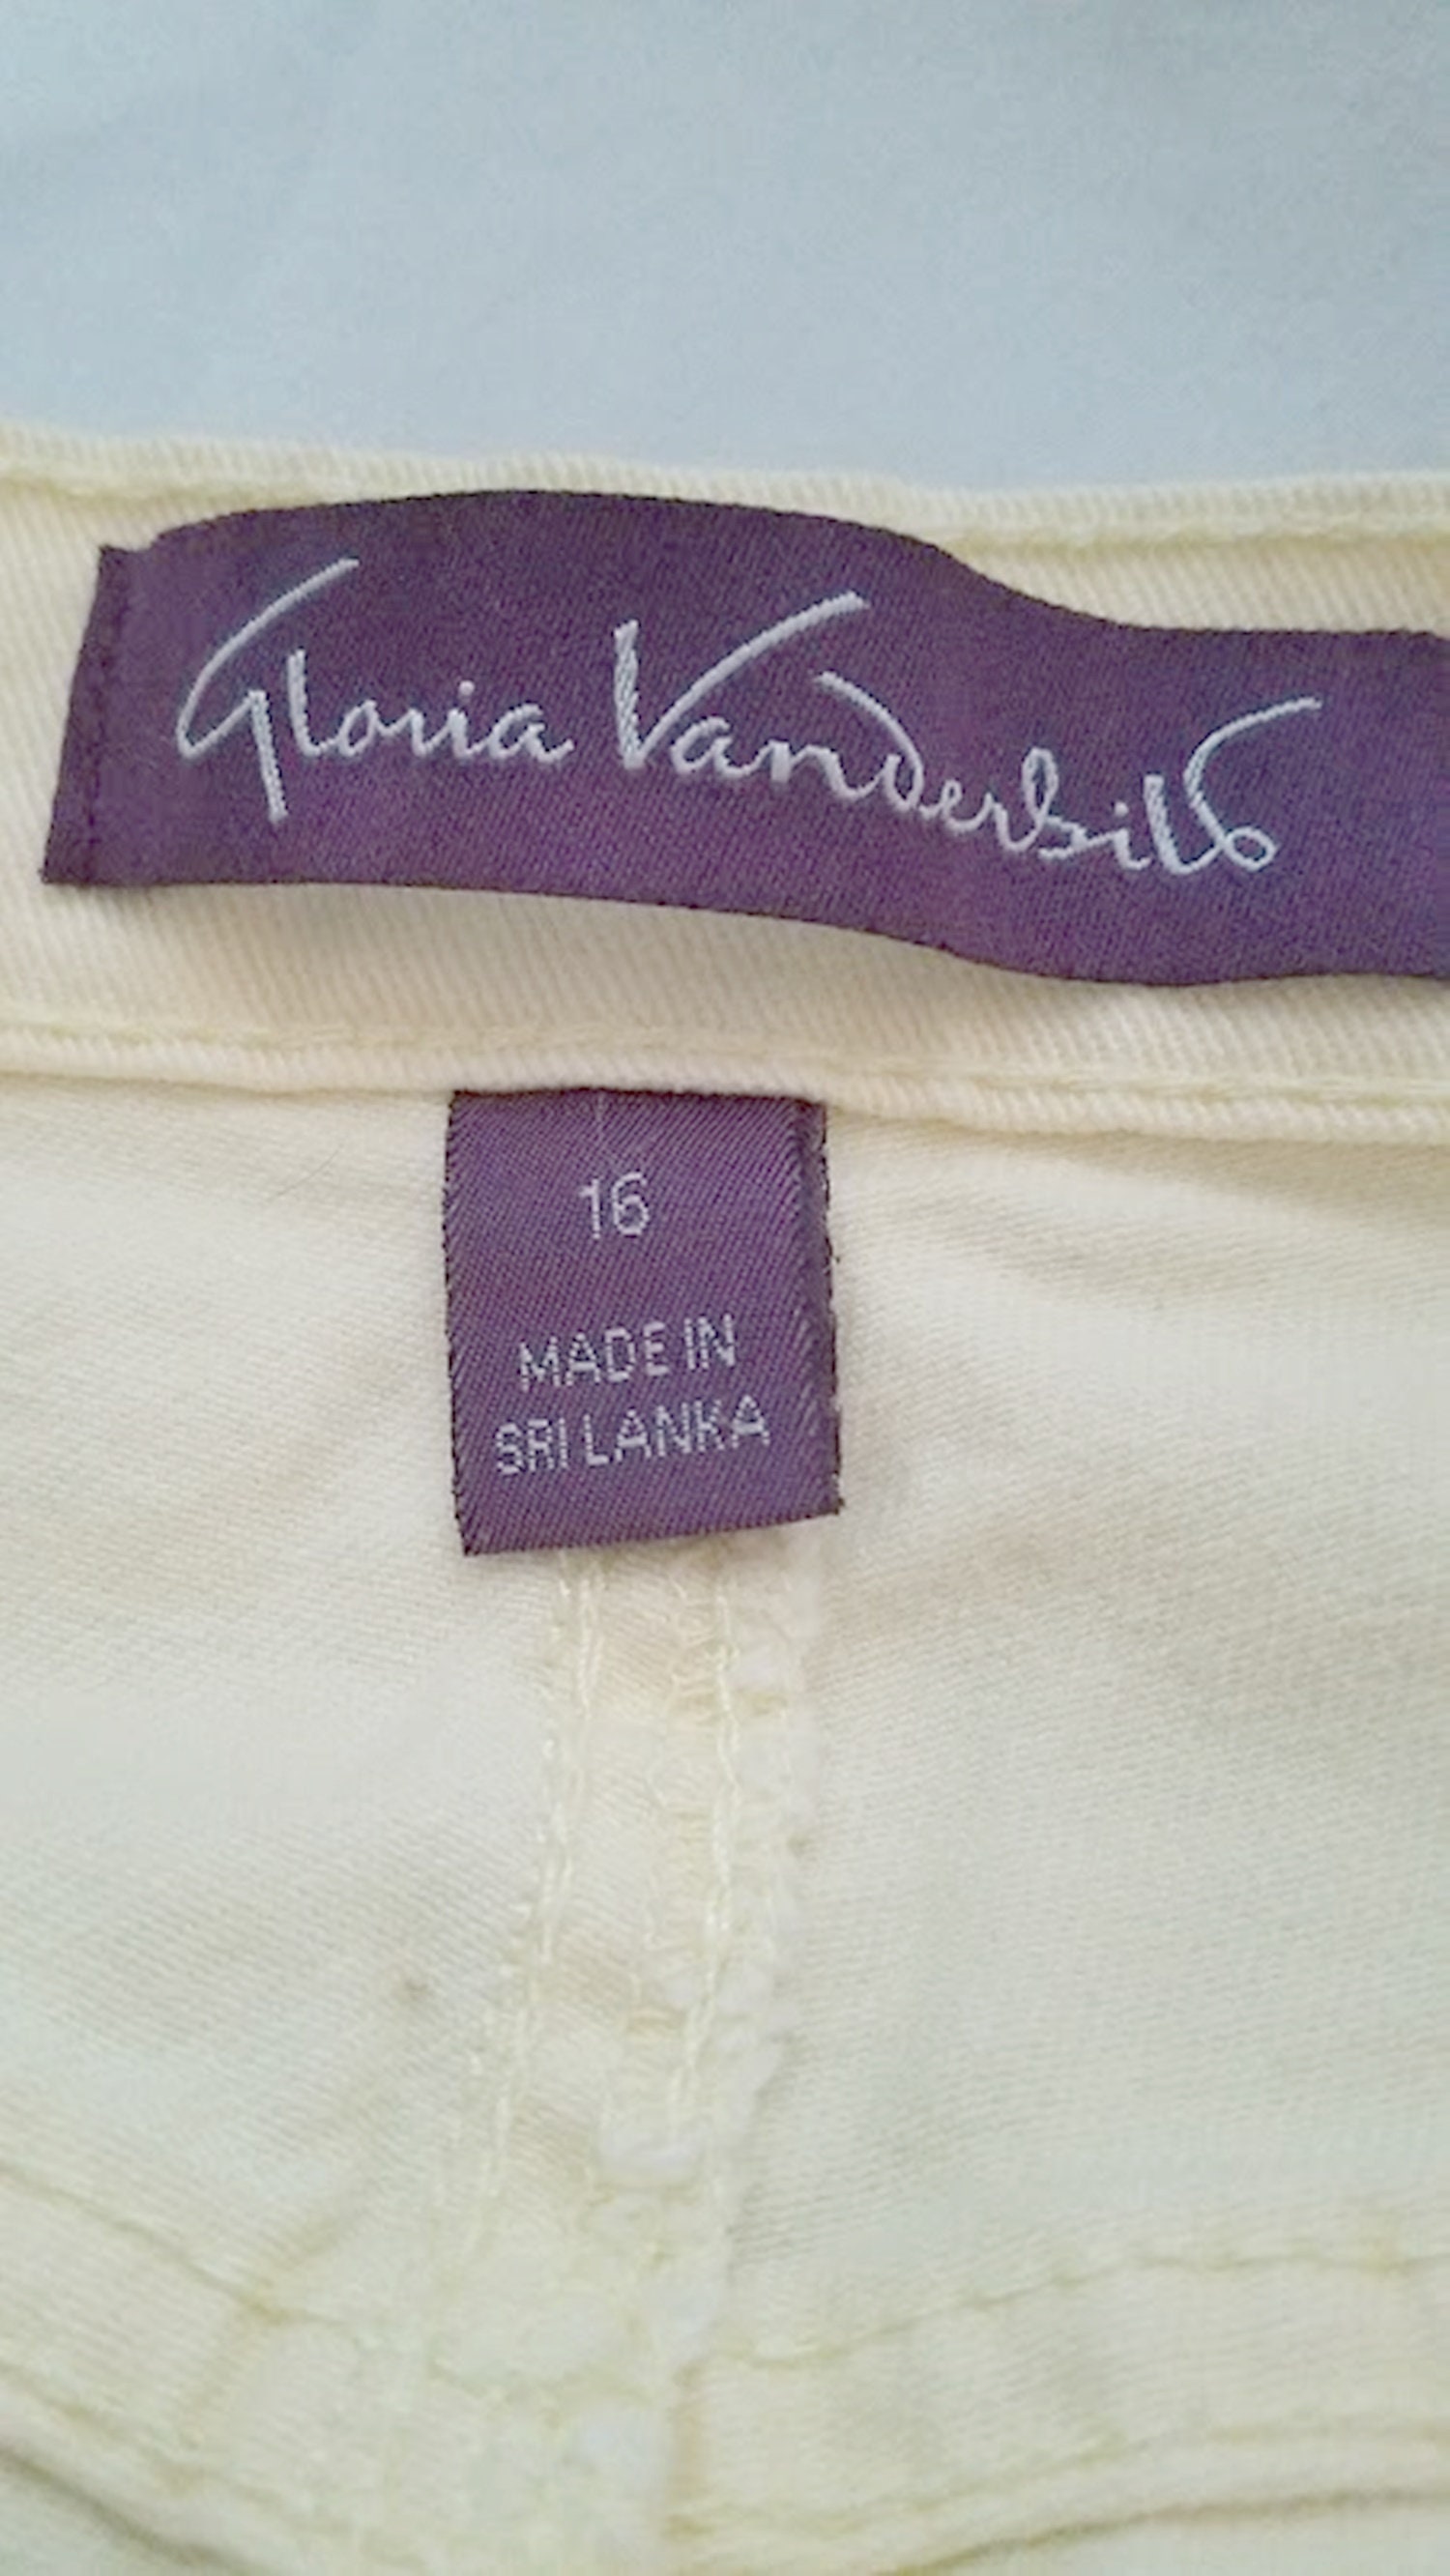 Gloria Vanderbilt
16
MADE IN
SRI LANKA